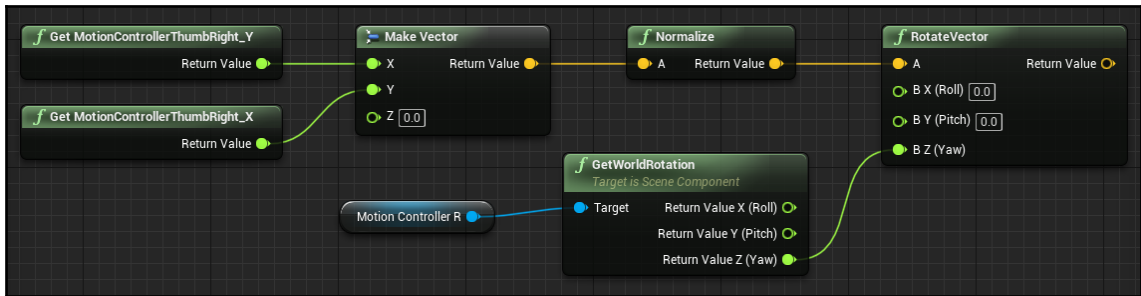 f Get MotionControllerThumbRight_Y
Return Value
f Get MotionControllerThumbRight_X
Return Value
Make Vector
X Return Value
Y
Z 0.0
f Normalize
A Return Value
f RotateVector
A Return Value
B X (Roll) 0.0
B Y (Pitch) 0.0
B Z (Yaw)
Motion Controller R
f GetWorldRotation
Target is Scene Component
Target Return Value X (Roll)
Return Value Y (Pitch)
Return Value Z (Yaw)